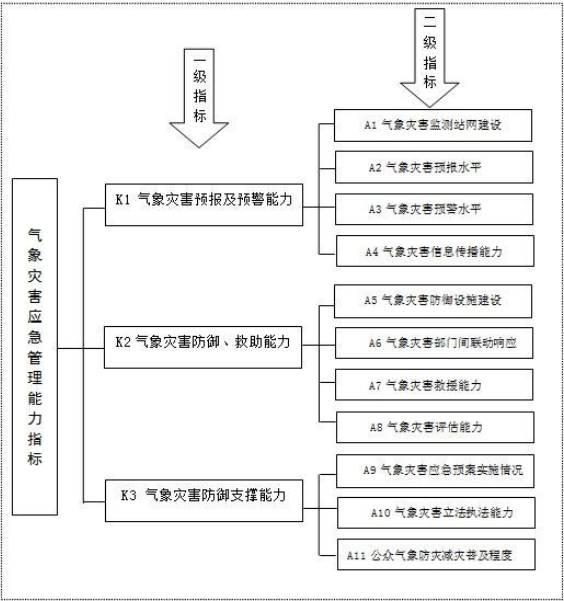 一级指标
二级指标
气象灾害应急管理能力指标
K1 气象灾害预报及预警能力
A1 气象灾害监测站网建设
A2 气象灾害预报水平
A3 气象灾害预警水平
A4 气象灾害信息传播能力
K2 气象灾害防御、救助能力
A5 气象灾害防御设施建设
A6 气象灾害部门间联动响应
A7 气象灾害救援能力
A8 气象灾害评估能力
K3 气象灾害防御支撑能力
A9 气象灾害应急预案实施情况
A10 气象灾害立法执法能力
A11 公众气象防灾减灾普及程度